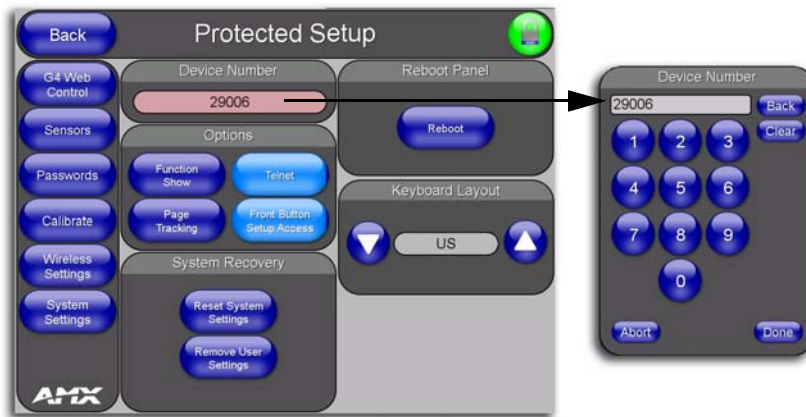 Back
Protected Setup
G4 Web
Control
Sensors
Passwords
Calibrate
Wireless
Settings
System
Settings
AMX
Device Number
29006
Options
Function
Show
Telnet
Page
Tracking
Front Button
Setup Access
System Recovery
Reset System
Settings
Remove User
Settings
Reboot Panel
Reboot
Keyboard Layout
US
Device Number
29006
Back
Clear
1 2 3
4 5 6
7 8 9
0
Abort
Done